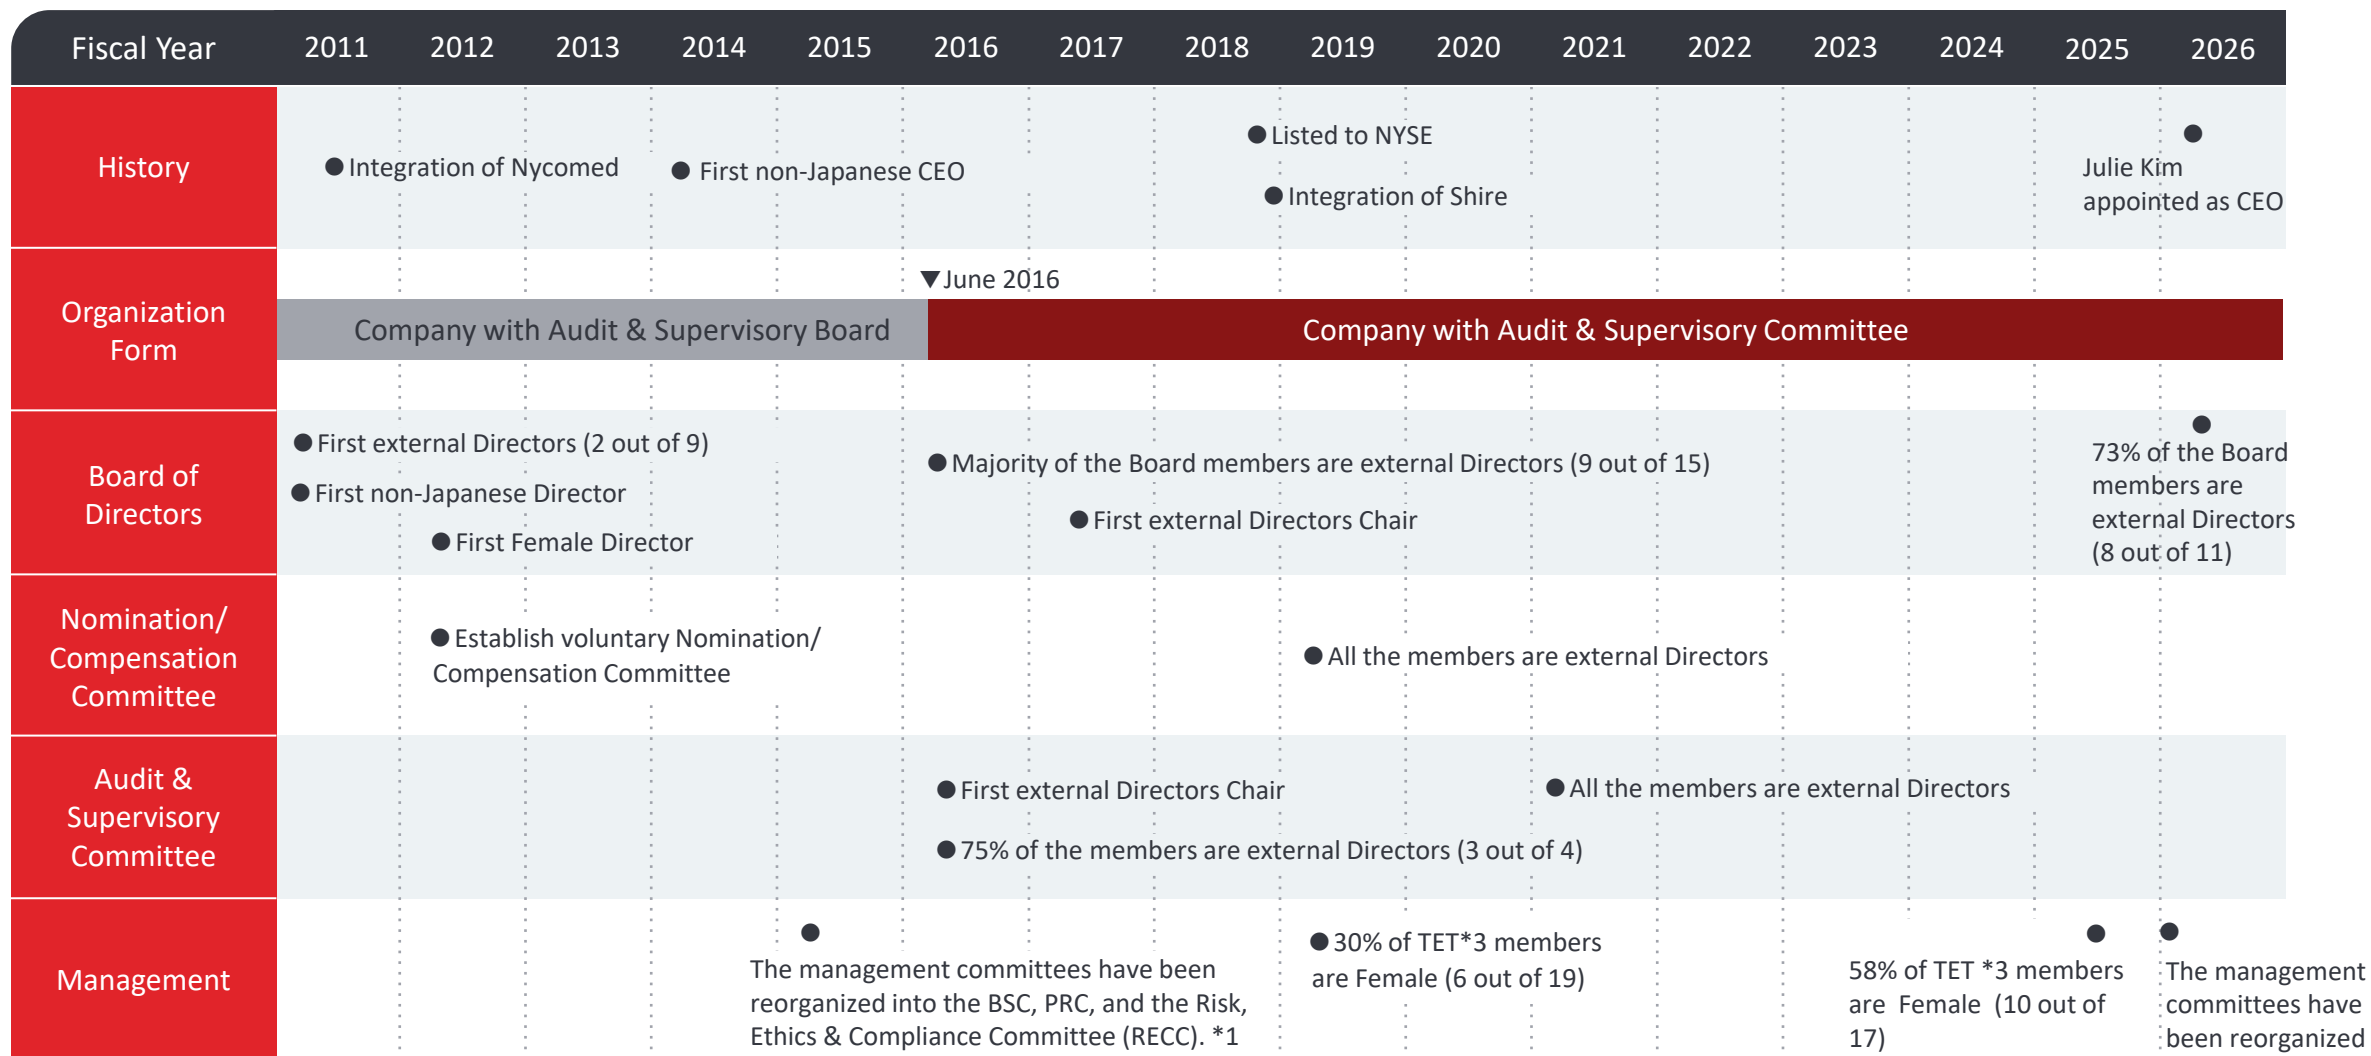 Fiscal Year 2011 2012 2013 2014 2015 2016 2017 2018 2019 2020 2021 2022 2023 2024 2025 2026
History
● Integration of Nycomed
● First non-Japanese CEO
● Listed to NYSE
● Integration of Shire
●
Julie Kim
appointed as CEO
Organization
Form
▼June 2016
Company with Audit & Supervisory Board
Company with Audit & Supervisory Committee
Board of
Directors
● First external Directors (2 out of 9)
● First non-Japanese Director
● First Female Director
● Majority of the Board members are external Directors (9 out of 15)
● First external Directors Chair
●
73% of the Board
members are
external Directors
(8 out of 11)
Nomination/
Compensation
Committee
● Establish voluntary Nomination/
Compensation Committee
● All the members are external Directors
Audit &
Supervisory
Committee
● First external Directors Chair
● 75% of the members are external Directors (3 out of 4)
● All the members are external Directors
Management
●
The management committees have been
reorganized into the BSC, PRC, and the Risk,
Ethics & Compliance Committee (RECC). *1
● 30% of TET*3 members
are Female (6 out of 19)
●
58% of TET *3 members
are Female (10 out of
17)
●
The management
committees have
been reorganized